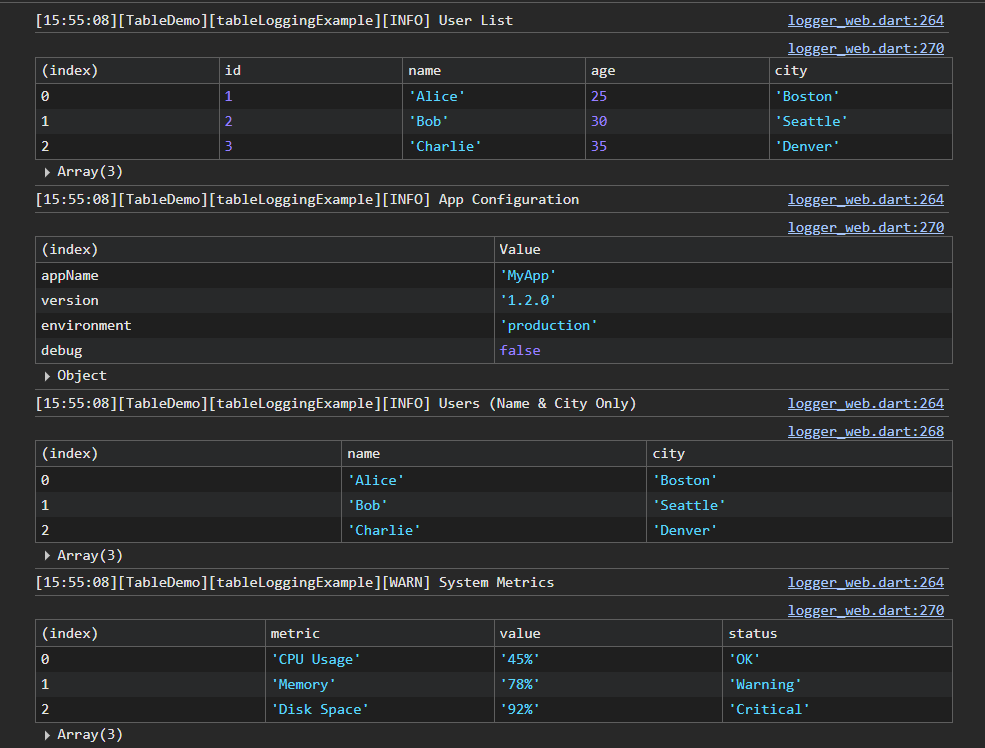 [15:55:08][TableDemo][tableLoggingExample][INFO] User List logger_web.dart:264
logger_web.dart:270
(index) id name age city
0 1 'Alice' 25 'Boston'
1 2 'Bob' 30 'Seattle'
2 3 'Charlie' 35 'Denver'
Array(3)
[15:55:08][TableDemo][tableLoggingExample][INFO] App Configuration logger_web.dart:264
logger_web.dart:270
(index) Value
appName 'MyApp'
version '1.2.0'
environment 'production'
debug false
Object
[15:55:08][TableDemo][tableLoggingExample][INFO] Users (Name & City Only) logger_web.dart:264
logger_web.dart:268
(index) name city
0 'Alice' 'Boston'
1 'Bob' 'Seattle'
2 'Charlie' 'Denver'
Array(3)
[15:55:08][TableDemo][tableLoggingExample][WARN] System Metrics logger_web.dart:264
logger_web.dart:270
(index) metric value status
0 'CPU Usage' '45%' 'OK'
1 'Memory' '78%' 'Warning'
2 'Disk Space' '92%' 'Critical'
Array(3)